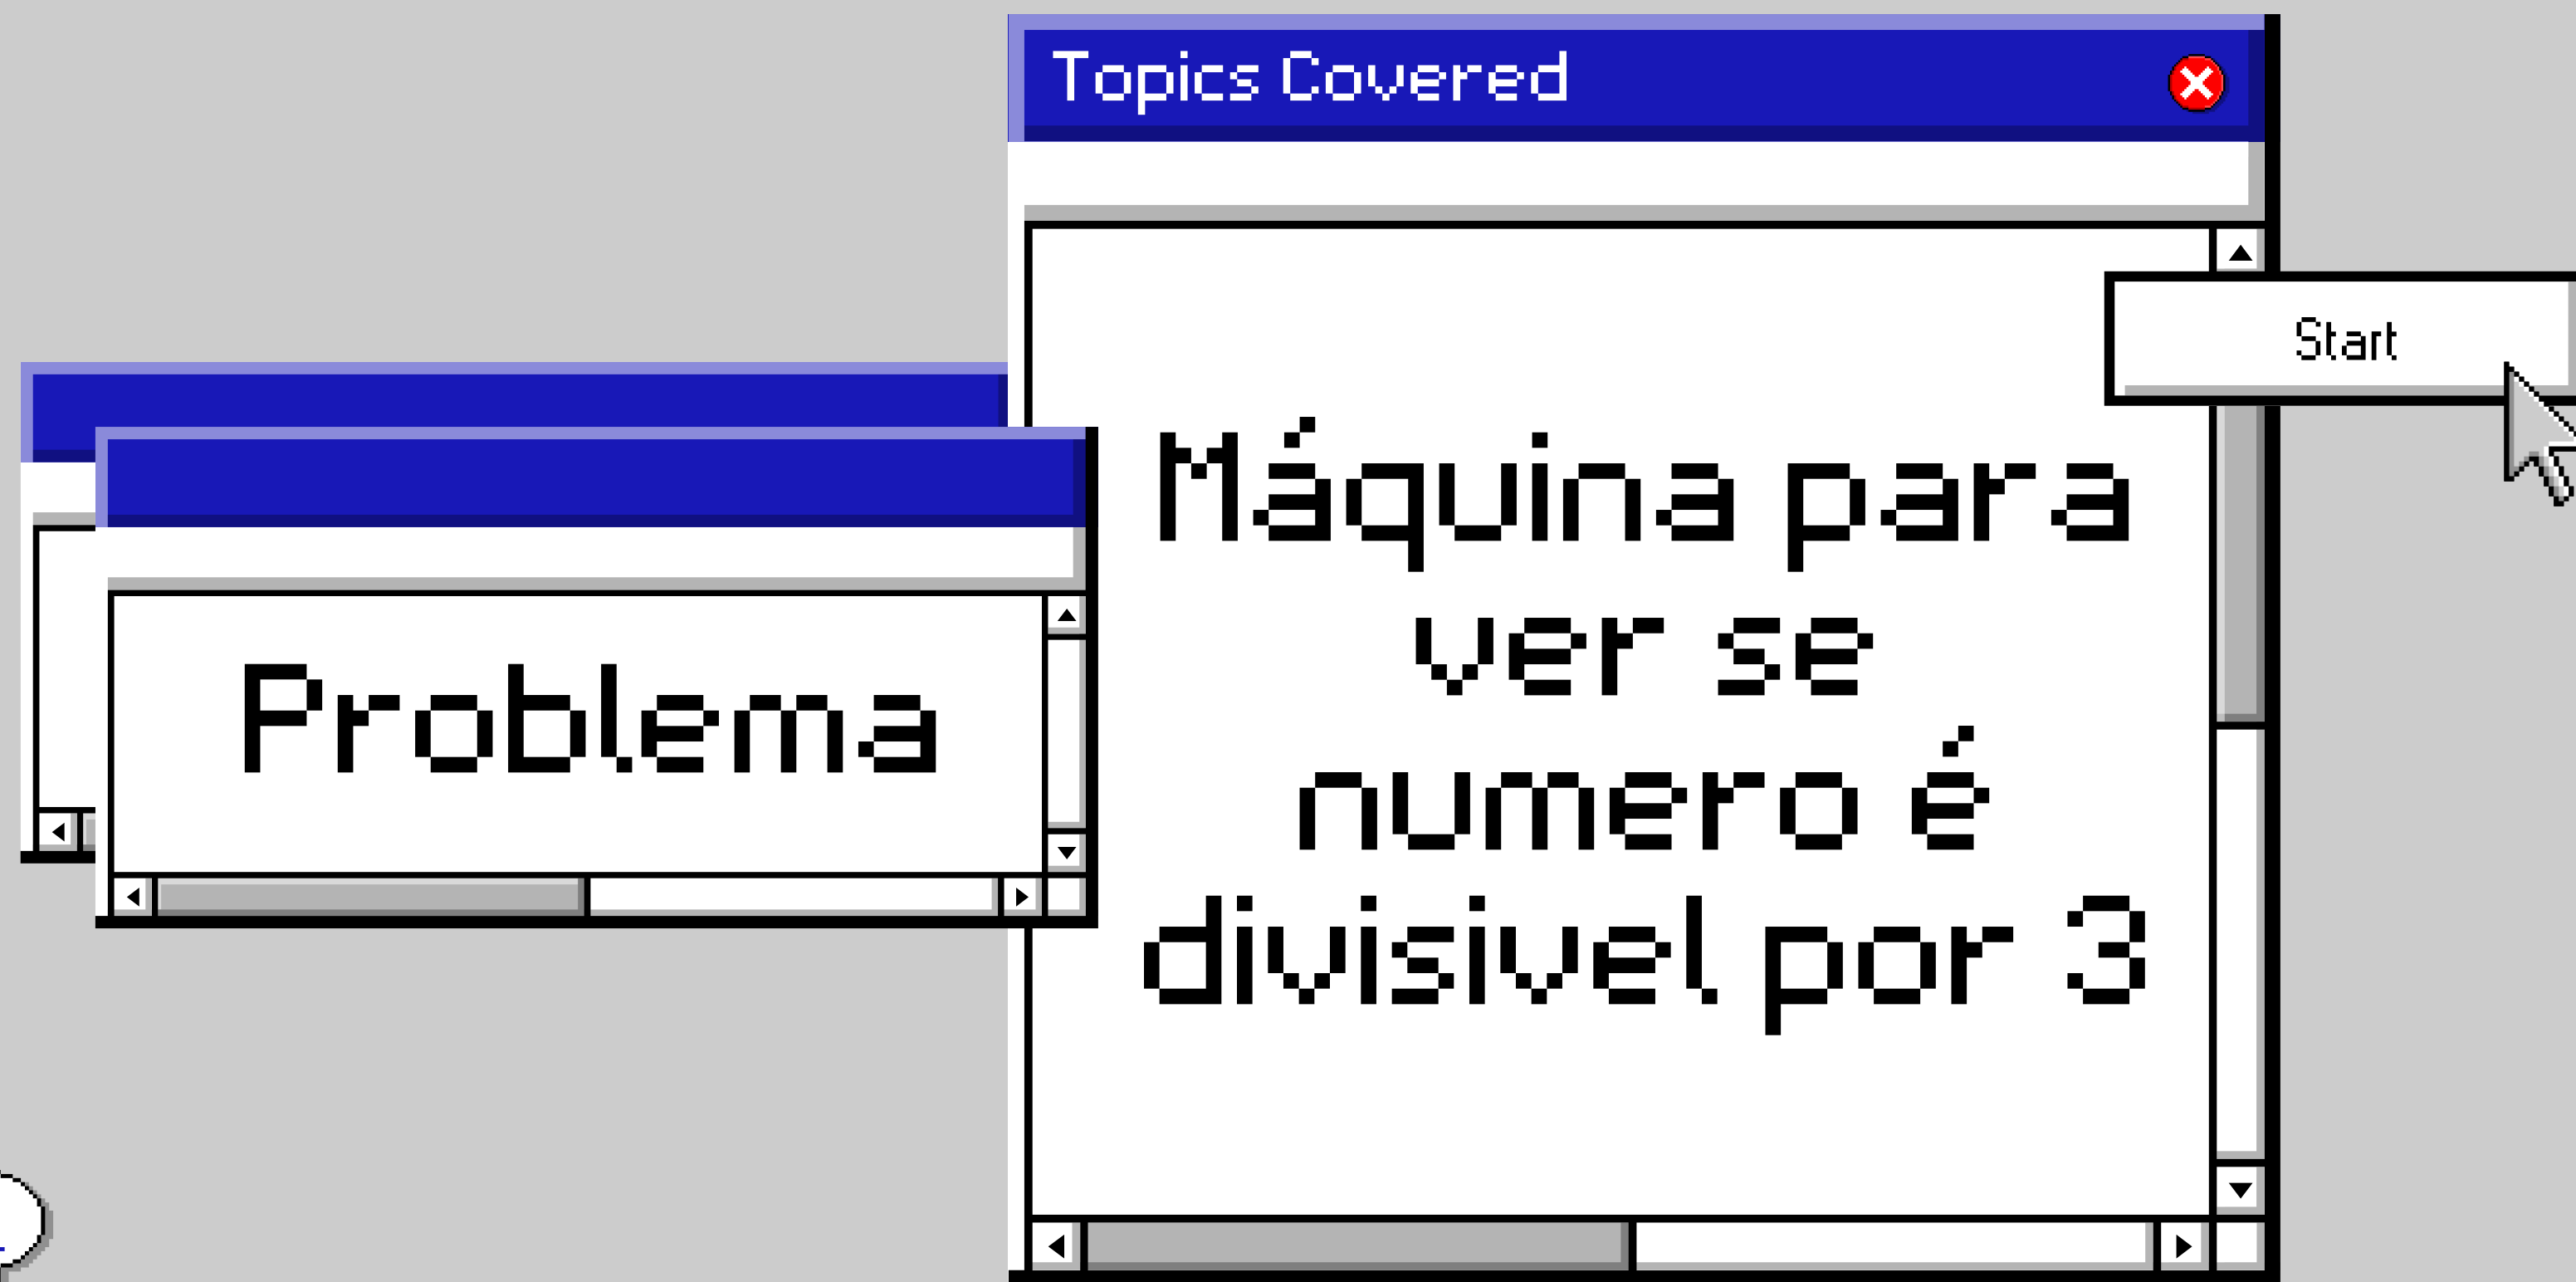 Topics Covered
Start
Problema
Máquina para
ver se
numero é
divisivel por 3